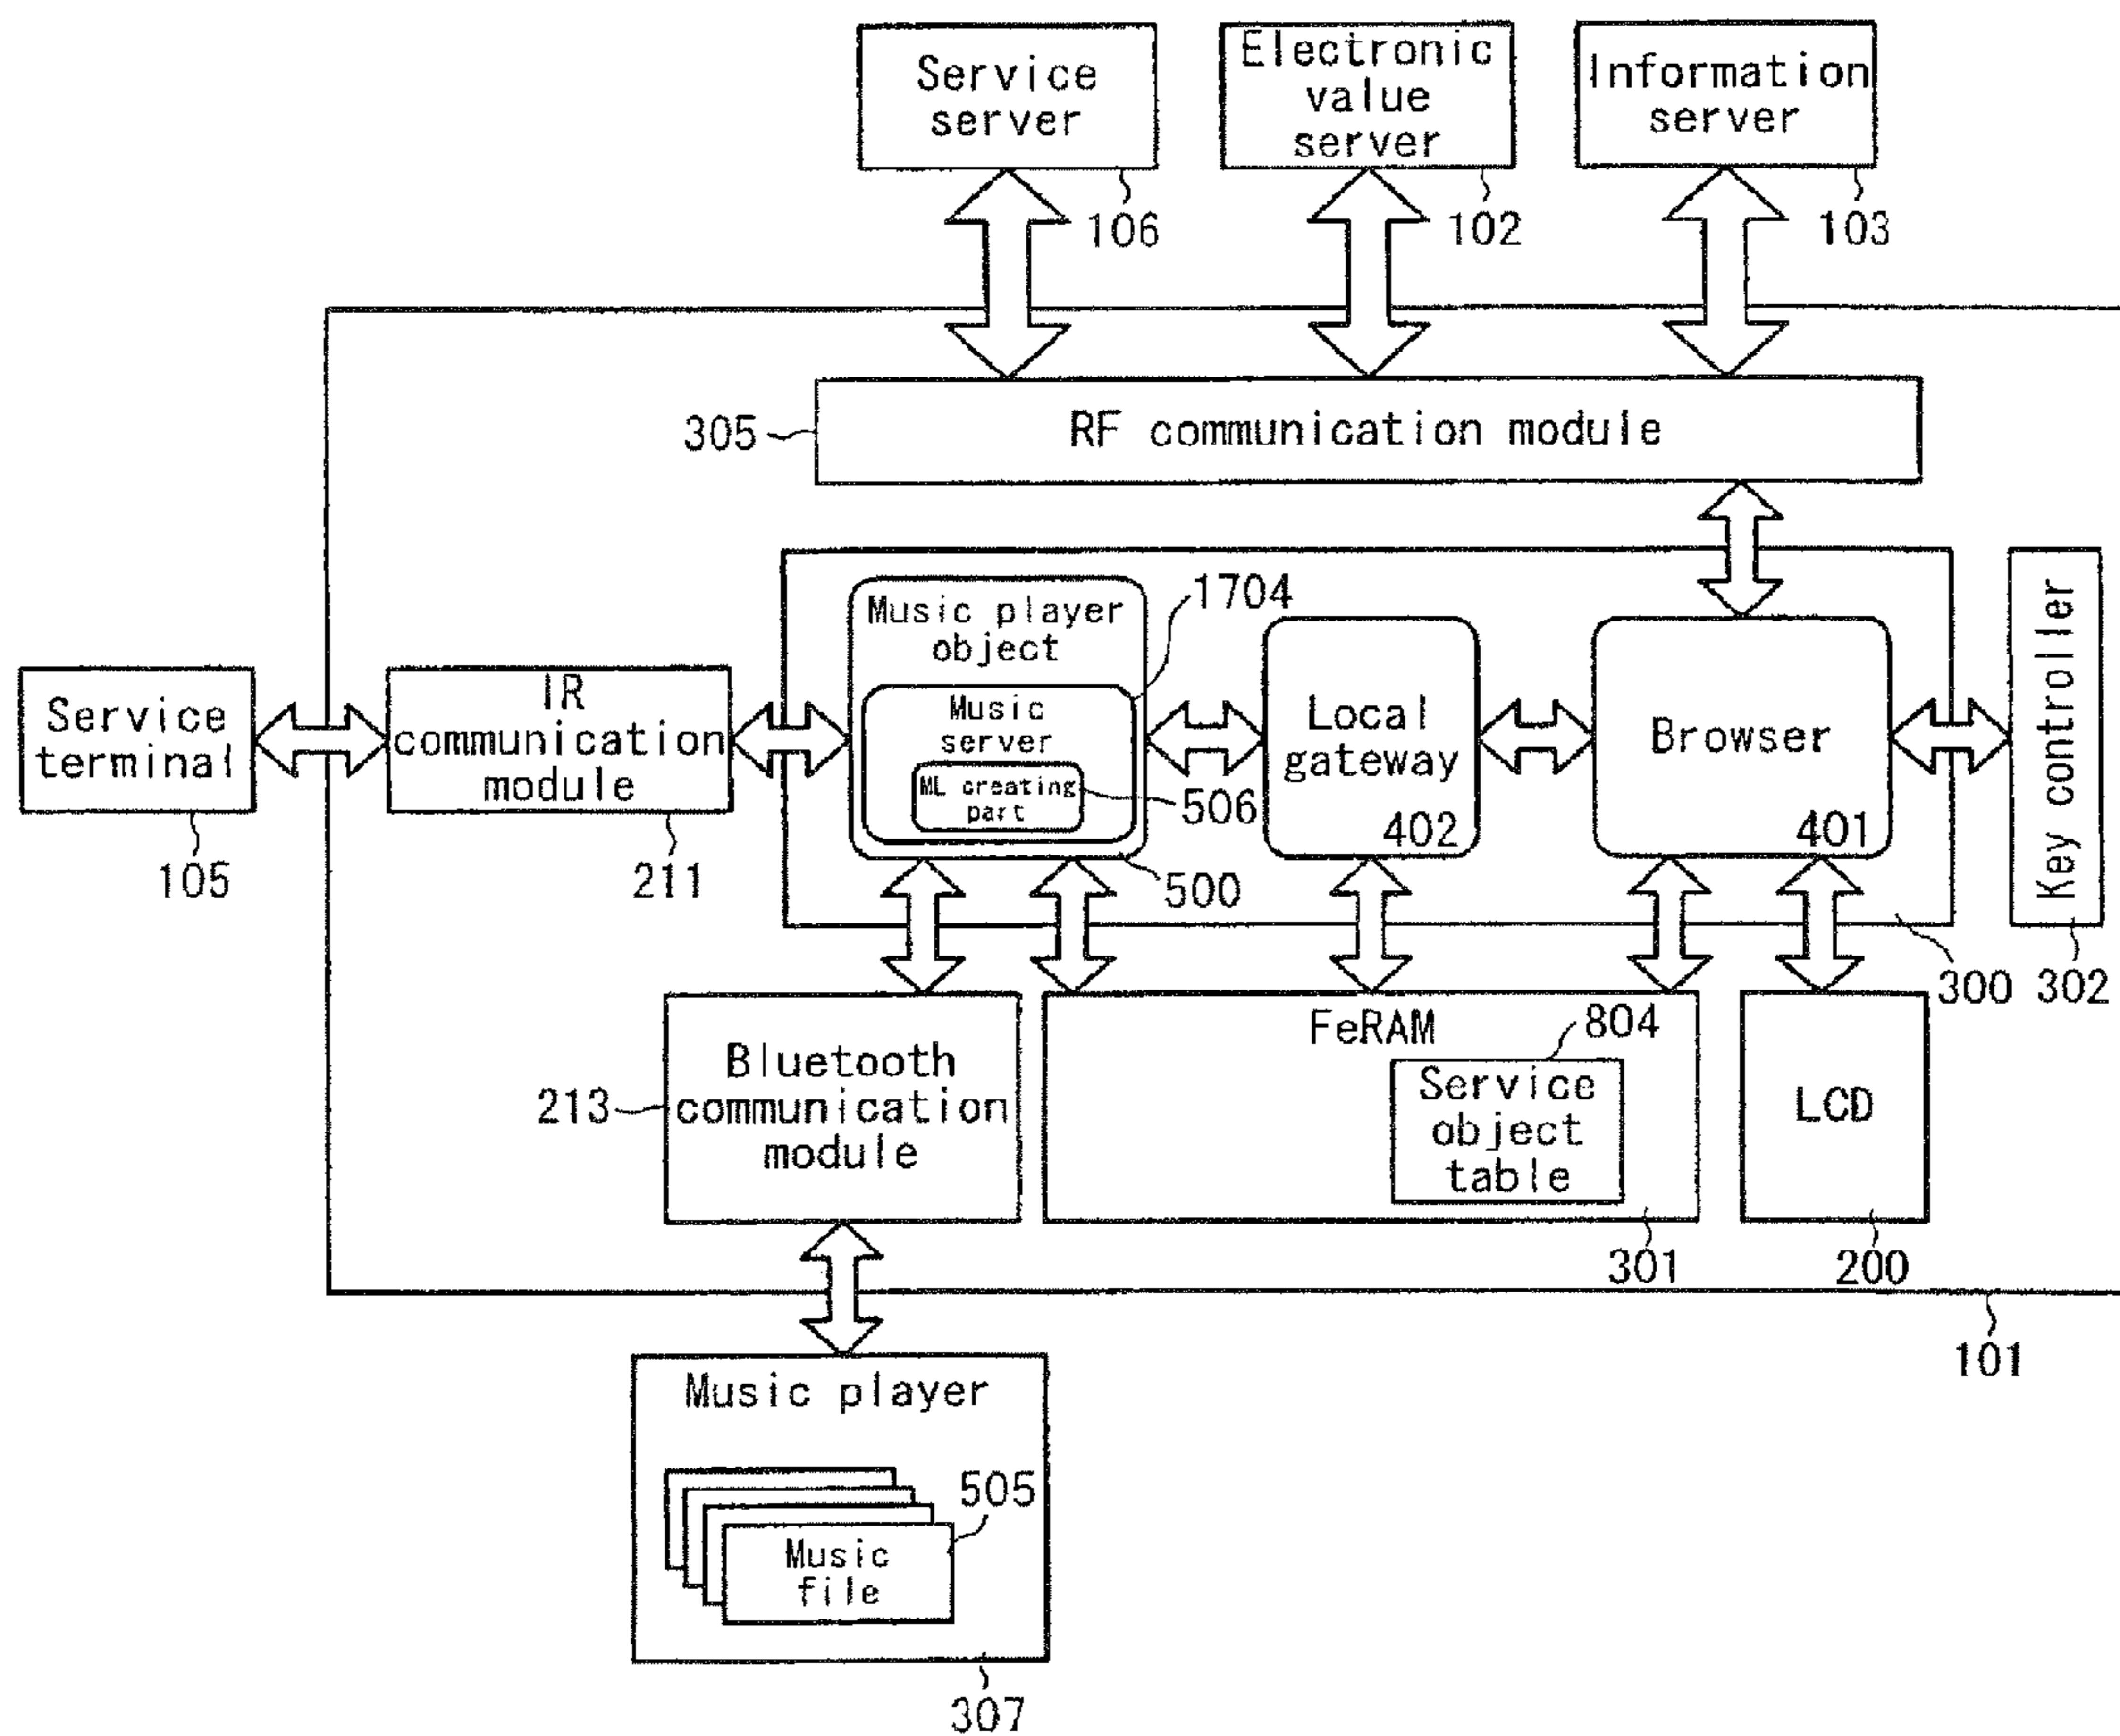 Service
server
106
Electronic
value
server
102
Information
server
103
305
RF communication module
Service
terminal
105
IR
communication
module
211
Music player
object
1704
Music
server
ML creating
part
506
500
Local
gateway
402
Browser
401
Key controller
302
300
213
Bluetooth
communication
module
FeRAM
804
Service
object
table
301
LCD
200
101
Music player
505
Music
file
307